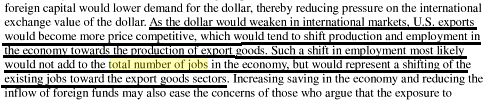 foreign capital would lower demand for the dollar, thereby reducing pressure on the international
exchange value of the dollar. As the dollar would weaken in international markets, U.S. exports
would become more price competitive, which would tend to shift production and employment in
the economy towards the production of export goods. Such a shift in employment most likely
would not add to the total number of jobs in the economy, but would represent a shifting of the
existing jobs toward the export goods sectors. Increasing saving in the economy and reducing the
inflow of foreign funds may also ease the concerns of those who argue that the exposure to